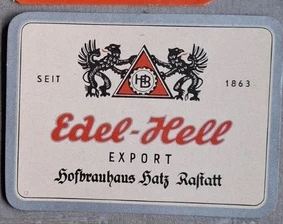 HB
SEIT 1863
Edel-Hell
EXPORT
Hofbrauhaus Hatz Rastatt